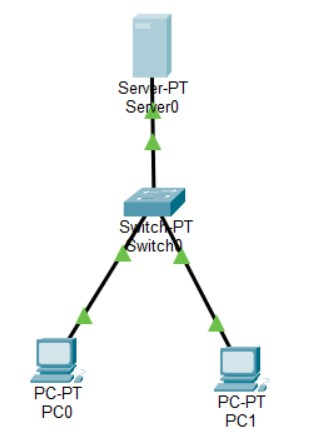 Server-PT
Server0
Switch-PT
Switch0
PC-PT
PC0
PC-PT
PC1